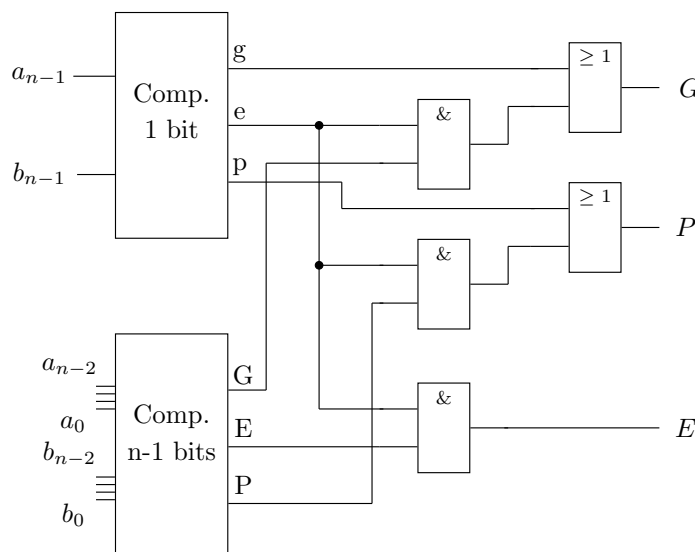 g
≥ 1
a_{n−1}
G
Comp.
1 bit
e
&
b_{n−1}
p
≥ 1
P
&
a_{n−2}
G
&
a_0
Comp.
n-1 bits
E
E
b_{n−2}
P
b_0